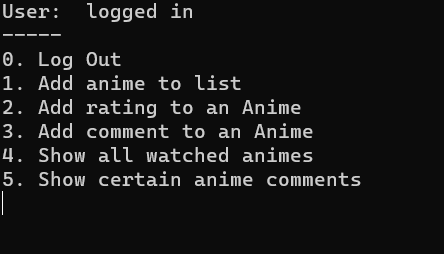 User:  logged in
-----
0. Log Out
1. Add anime to list
2. Add rating to an Anime
3. Add comment to an Anime
4. Show all watched animes
5. Show certain anime comments